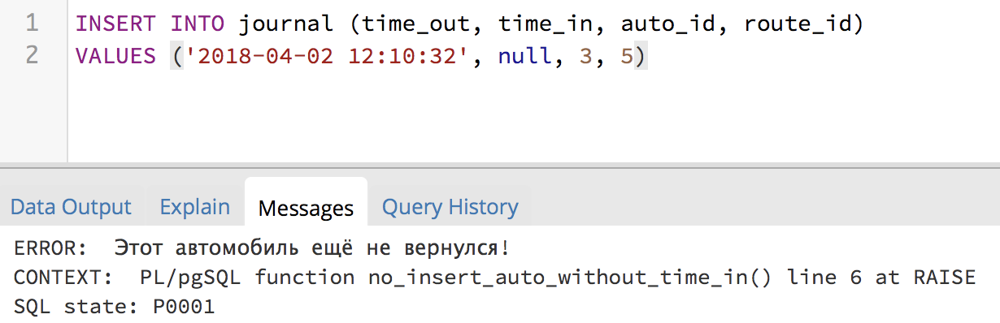 1 INSERT INTO journal (time_out, time_in, auto_id, route_id)
2 VALUES ('2018-04-02 12:10:32', null, 3, 5)
Data Output Explain Messages Query History
ERROR:  Этот автомобиль ещё не вернулся!
CONTEXT:  PL/pgSQL function no_insert_auto_without_time_in() line 6 at RAISE
SQL state: P0001